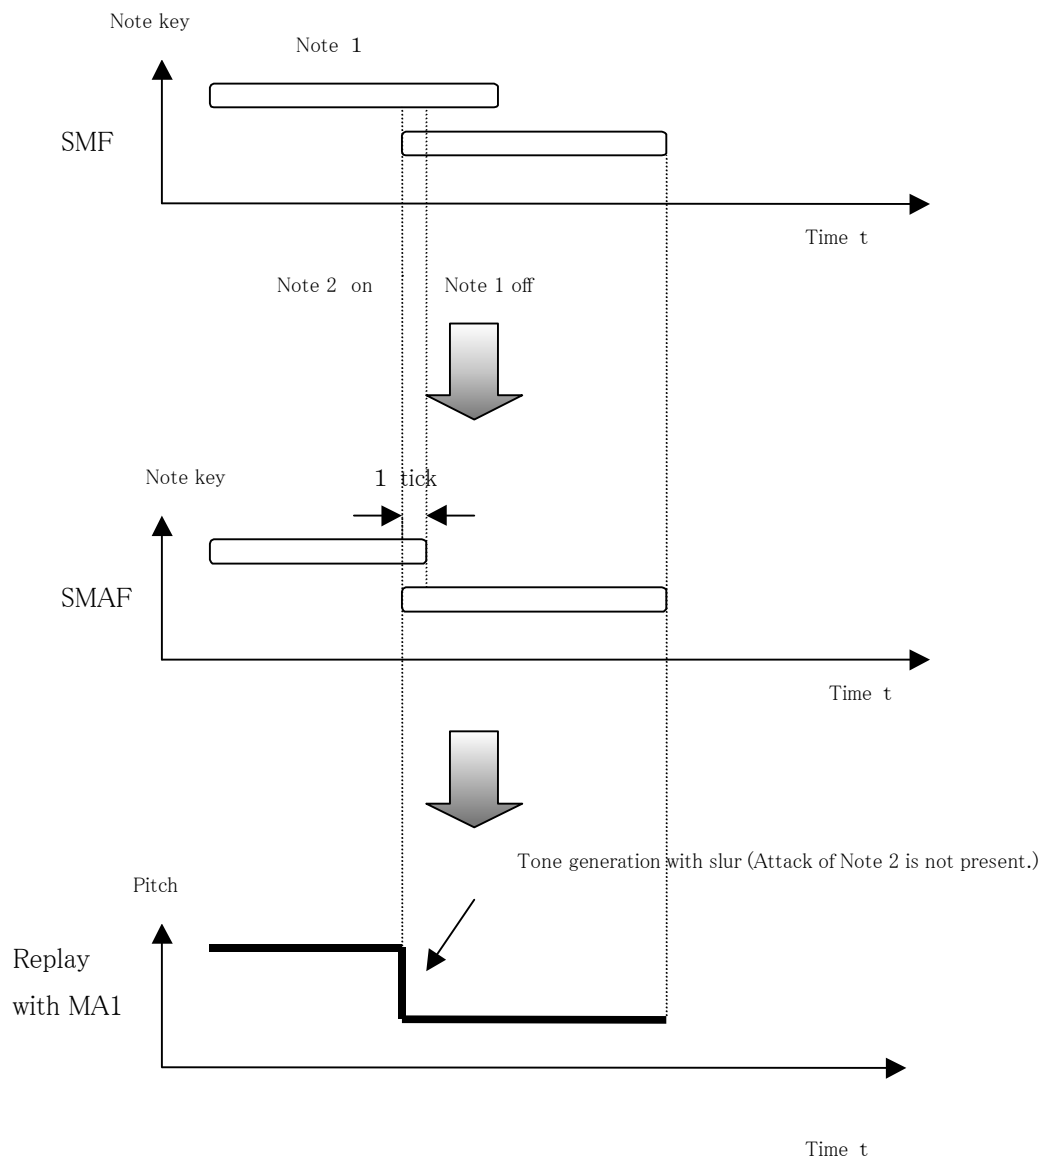 Note key
Note 1
SMF
Time t
Note 2 on
Note 1 off
Note key
1 tick
SMAF
Time t
Tone generation with slur (Attack of Note 2 is not present.)
Pitch
Replay
with MA1
Time t